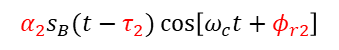 α₂s_B(t − τ₂) cos[ω_c t + ϕ_r2]